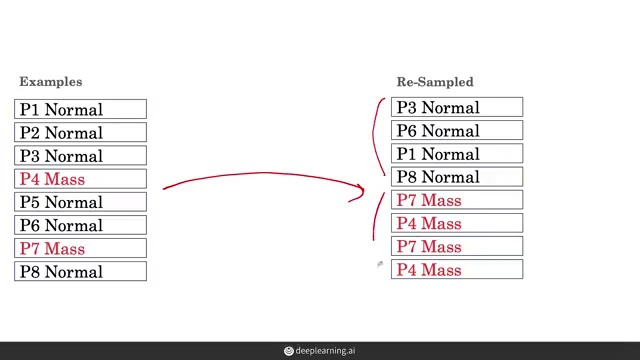 Examples
P1 Normal
P2 Normal
P3 Normal
P4 Mass
P5 Normal
P6 Normal
P7 Mass
P8 Normal
Re-Sampled
P3 Normal
P6 Normal
P1 Normal
P8 Normal
P7 Mass
P4 Mass
P7 Mass
P4 Mass
deeplearning.ai